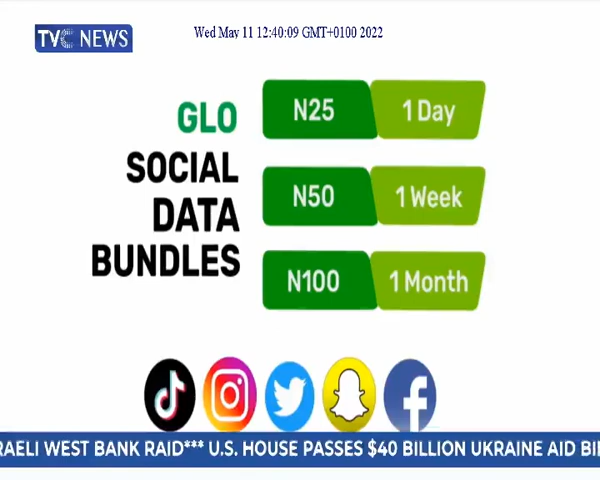 TVC NEWS
Wed May 11 12:40:09 GMT+0100 2022
GLO
SOCIAL
DATA
BUNDLES
N25 1 Day
N50 1 Week
N100 1 Month
RAELI WEST BANK RAID*** U.S. HOUSE PASSES $40 BILLION UKRAINE AID BI